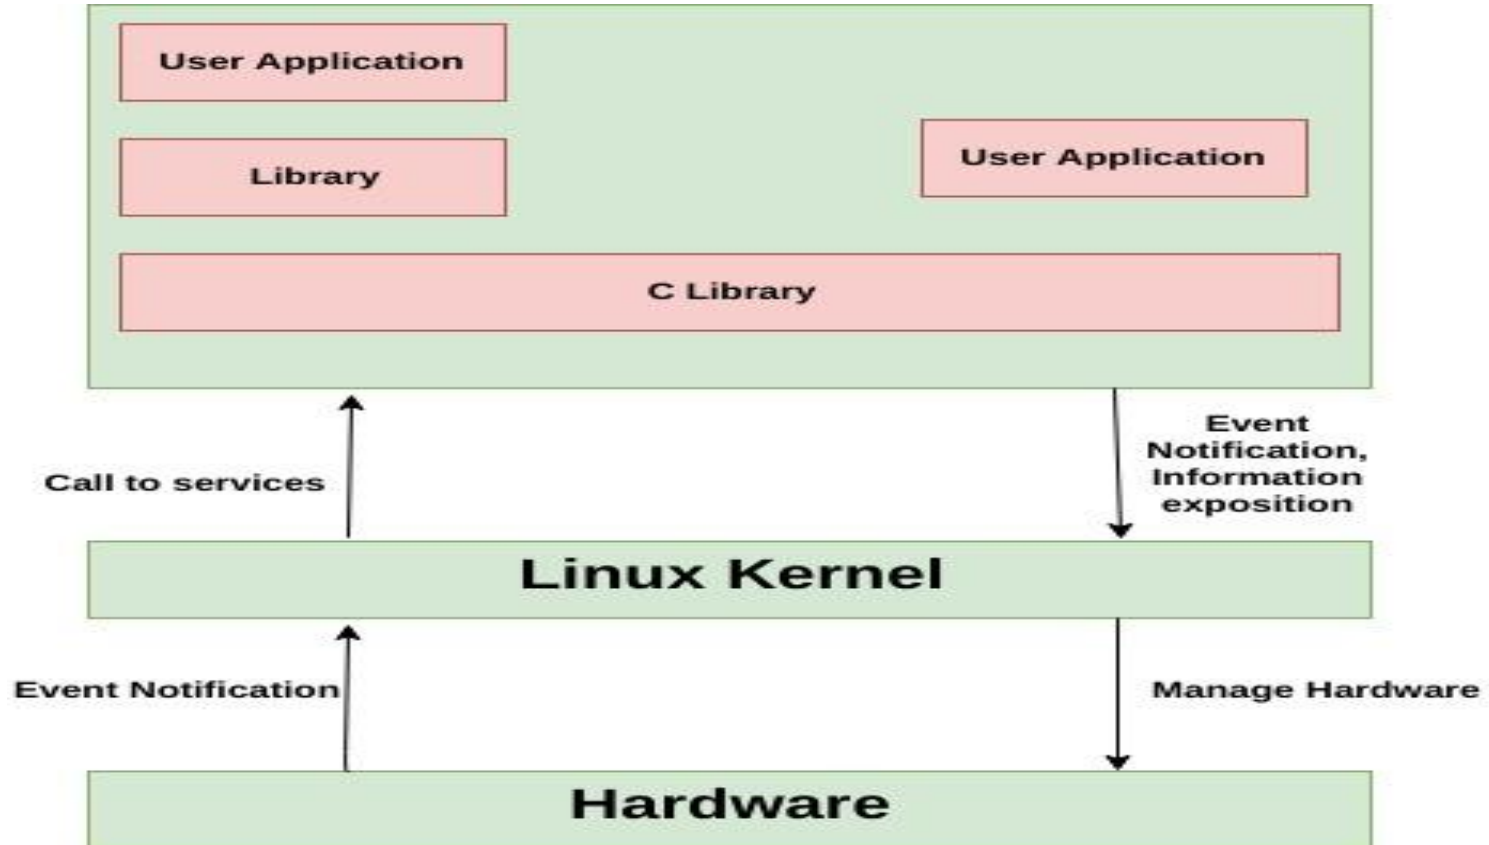 User Application
Library
User Application
C Library
Call to services
Event
Notification,
Information
exposition
Linux Kernel
Event Notification
Manage Hardware
Hardware